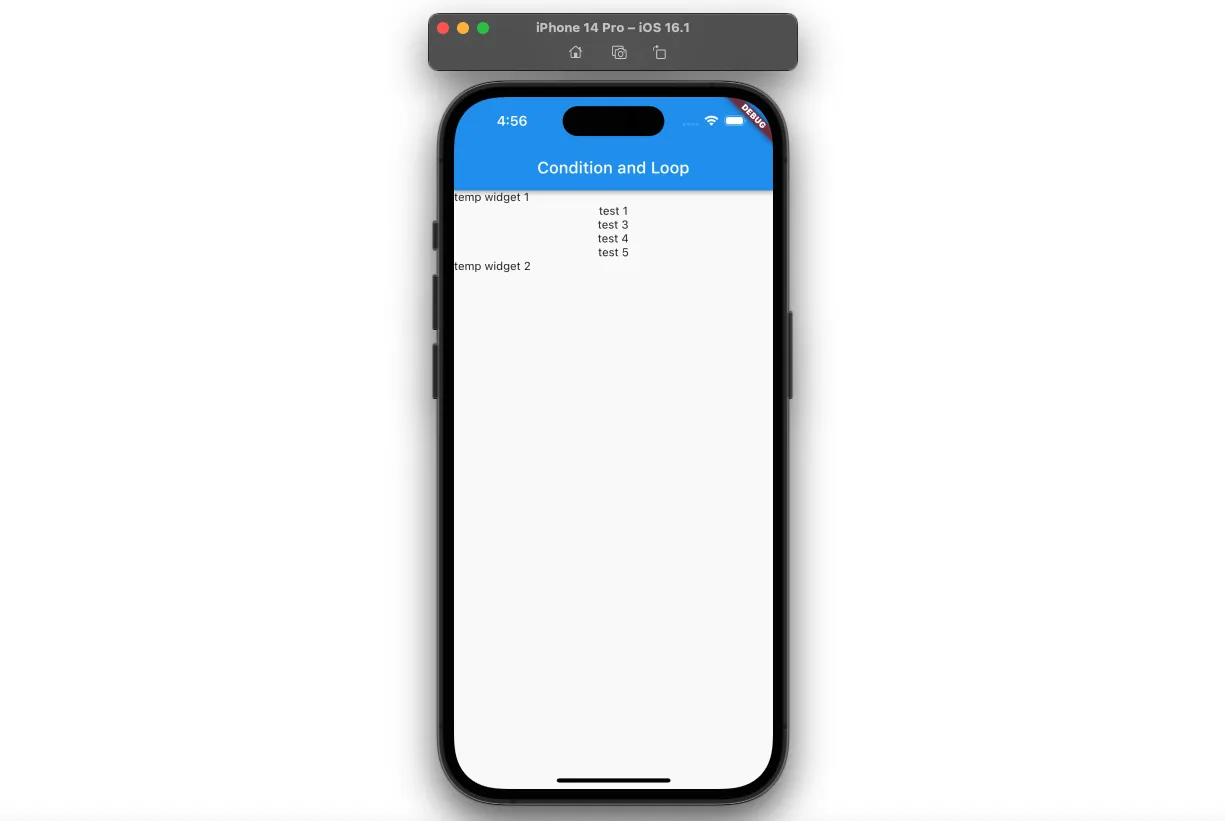 iPhone 14 Pro – iOS 16.1
4:56
DEBUG
Condition and Loop
temp widget 1
test 1
test 3
test 4
test 5
temp widget 2